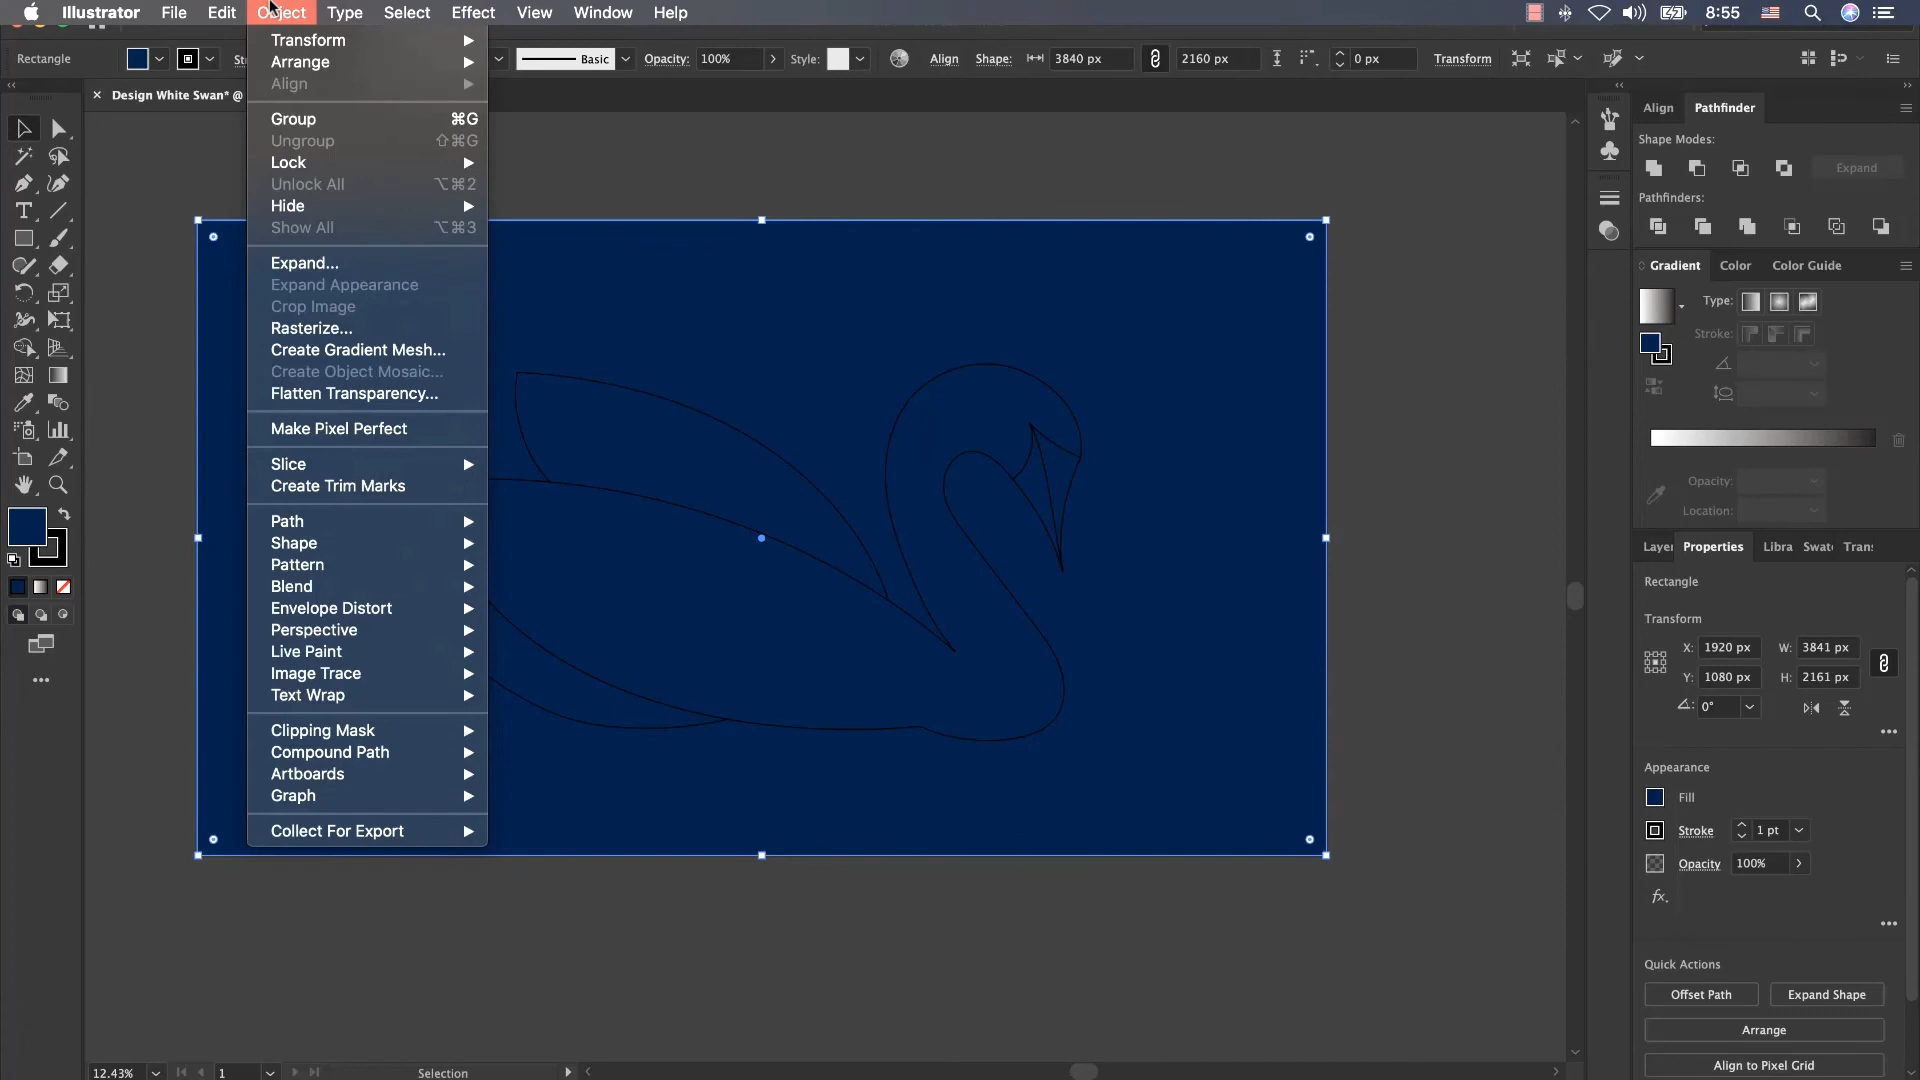 Illustrator File Edit Object Type Select Effect View Window Help 8:55
Rectangle Basic Opacity: 100% Style: Align Shape: 3840 px 2160 px 0 px Transform
× Design White Swan* @
Transform
Arrange
Align
Group ⌘G
Ungroup ⇧⌘G
Lock
Unlock All ⌥⌘2
Hide
Show All ⌥⌘3
Expand...
Expand Appearance
Crop Image
Rasterize...
Create Gradient Mesh...
Create Object Mosaic...
Flatten Transparency...
Make Pixel Perfect
Slice
Create Trim Marks
Path
Shape
Pattern
Blend
Envelope Distort
Perspective
Live Paint
Image Trace
Text Wrap
Clipping Mask
Compound Path
Artboards
Graph
Collect For Export
Align Pathfinder
Shape Modes:
Expand
Pathfinders:
Gradient Color Color Guide
Type:
Stroke:
Opacity:
Location:
Layer Properties Libra Swatc Trans
Rectangle
Transform
X: 1920 px W: 3841 px
Y: 1080 px H: 2161 px
0°
Appearance
Fill
Stroke 1 pt
Opacity 100%
fx.
Quick Actions
Offset Path Expand Shape
Arrange
Align to Pixel Grid
12.43% 1 Selection